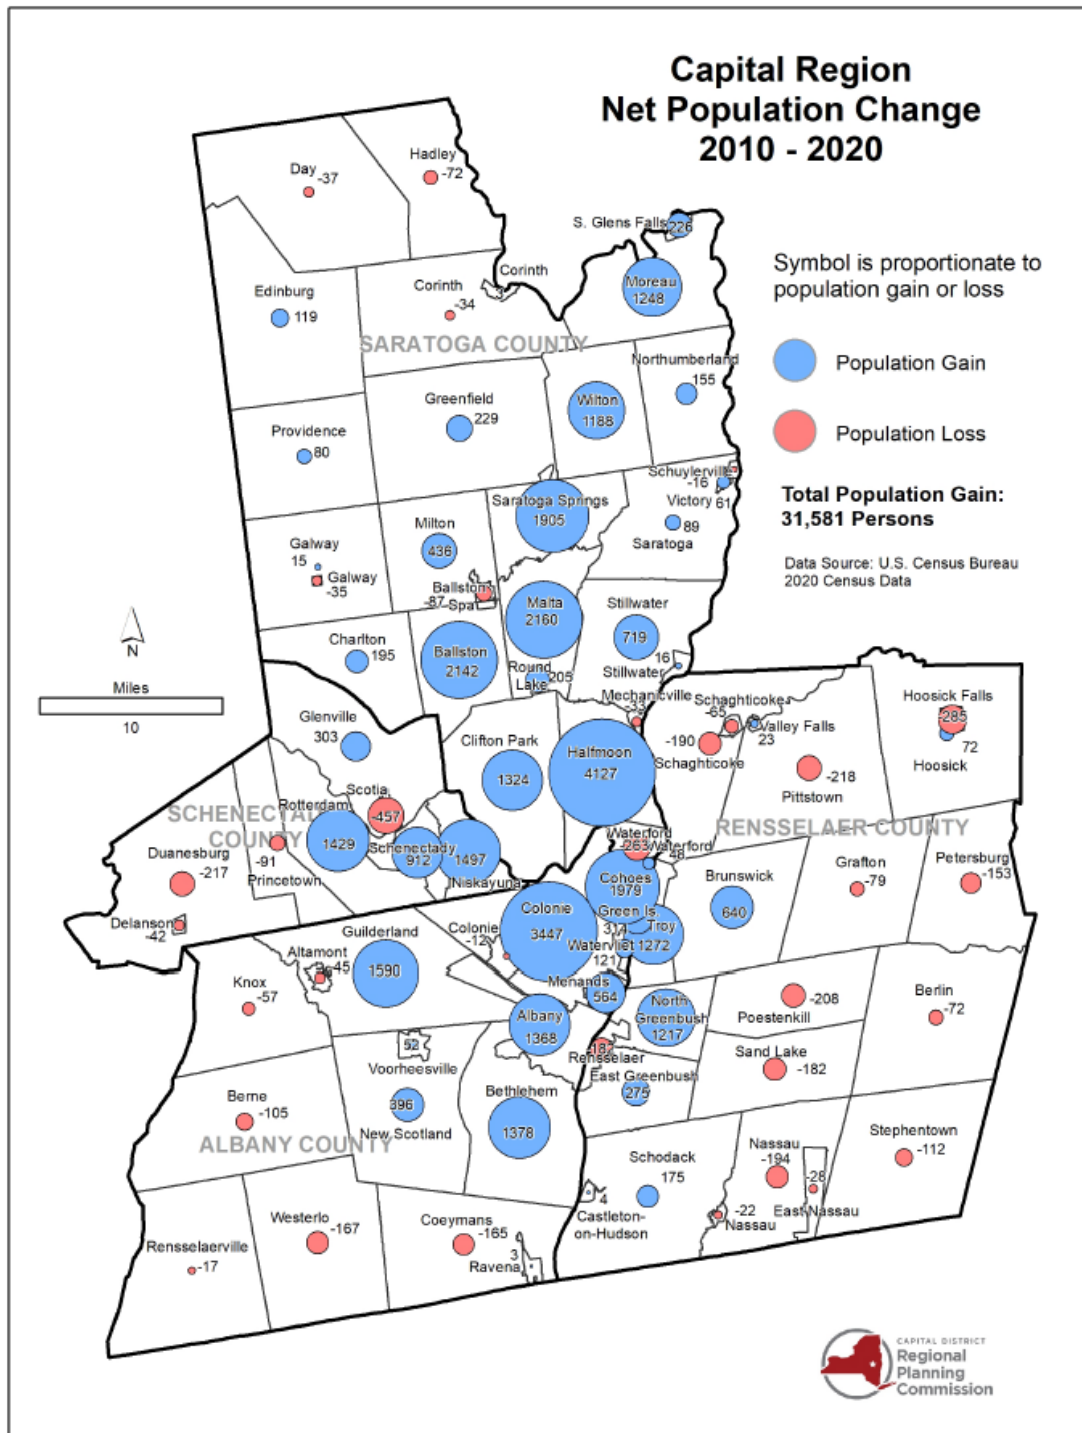 Capital Region
Net Population Change
2010 - 2020
Hadley
-72
Day
-37
S. Glens Falls
226
Symbol is proportionate to
population gain or loss
Corinth
3
Corinth
-34
Edinburg
119
Moreau
1248
SARATOGA COUNTY
Population Gain
Northumberland
155
Greenfield
229
Wilton
1188
Providence
80
Population Loss
Schuylerville
-16
Victory
61
Total Population Gain:
31,581 Persons
Saratoga Springs
1905
89
Saratoga
Milton
436
Galway
15
Galway
-35
Data Source: U.S. Census Bureau
2020 Census Data
Ballston
Spa
-87
Malta
2160
Stillwater
719
N
Charlton
195
Ballston
2142
Round
Lake
205
16
Stillwater
Miles
10
Mechanicville
-33
Schaghticoke
-65
Hoosick Falls
-285
Glenville
303
Valley Falls
23
72
Hoosick
Clifton Park
1324
Halfmoon
4127
-190
Schaghticoke
-218
Pittstown
Scotia
-457
SCHENECTAD
COUNTY
Rotterdam
1429
RENSSELAER COUNTY
Waterford
-263
Waterford
48
Duanesburg
-217
-91
Princetown
Schenectady
912
1497
Niskayuna
Cohoes
1979
Brunswick
640
Grafton
-79
Petersburg
-153
Delanson
-42
Colonie
3447
Green Is.
314
Troy
1272
Colonie
-12
Watervliet
121
Guilderland
1590
Altamont
-45
Knox
-57
Menands
564
North
Greenbush
1217
-208
Poestenkill
Berlin
-72
Albany
1368
52
Voorheesville
-187
Rensselaer
Sand Lake
-182
East Greenbush
275
Berne
-105
396
New Scotland
Bethlehem
1378
ALBANY COUNTY
Stephentown
-112
Schodack
175
Nassau
-194
-28
East Nassau
4
Castleton-
on-Hudson
-22
Nassau
Westerlo
-167
Coeymans
-165
Rensselaerville
-17
3
Ravena
CAPITAL DISTRICT
Regional
Planning
Commission